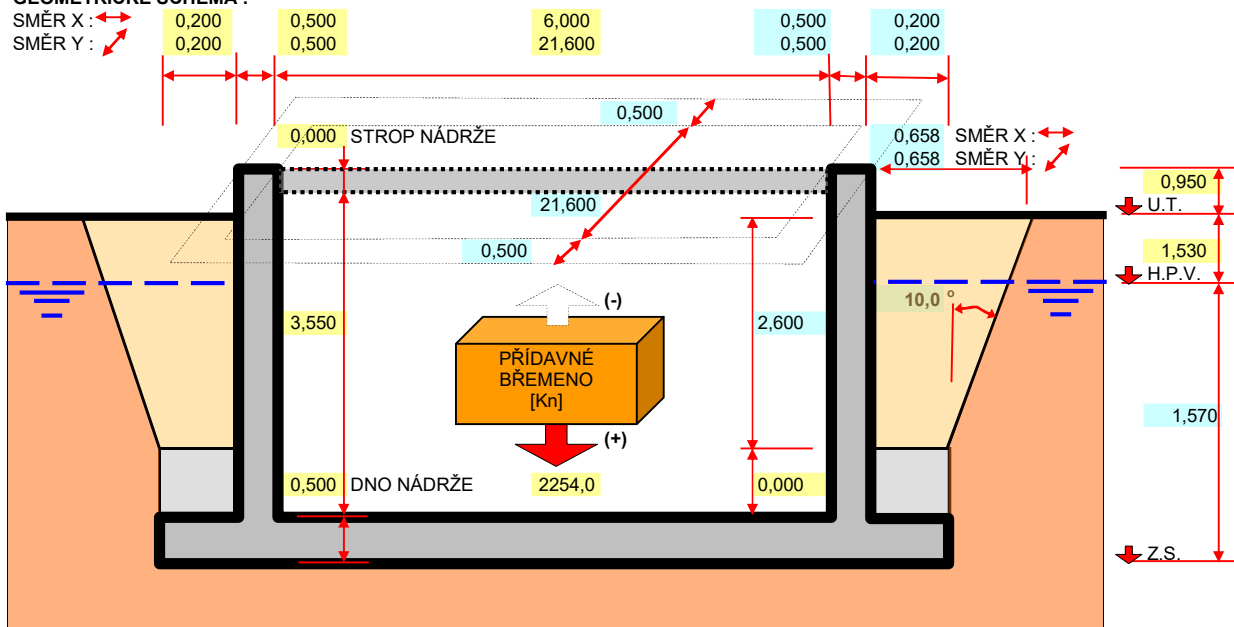 GEOMETRICKÉ SCHÉMA :
SMĚR X : 0,200 0,500 6,000 0,500 0,200
SMĚR Y : 0,200 0,500 21,600 0,500 0,200
0,500
0,000 STROP NÁDRŽE
0,658 SMĚR X :
0,658 SMĚR Y :
0,950
21,600
U.T.
0,500
1,530
H.P.V.
10,0 °
(-)
3,550
2,600
PŘÍDAVNÉ
BŘEMENO
[Kn]
1,570
(+)
0,500 DNO NÁDRŽE
2254,0
0,000
Z.S.